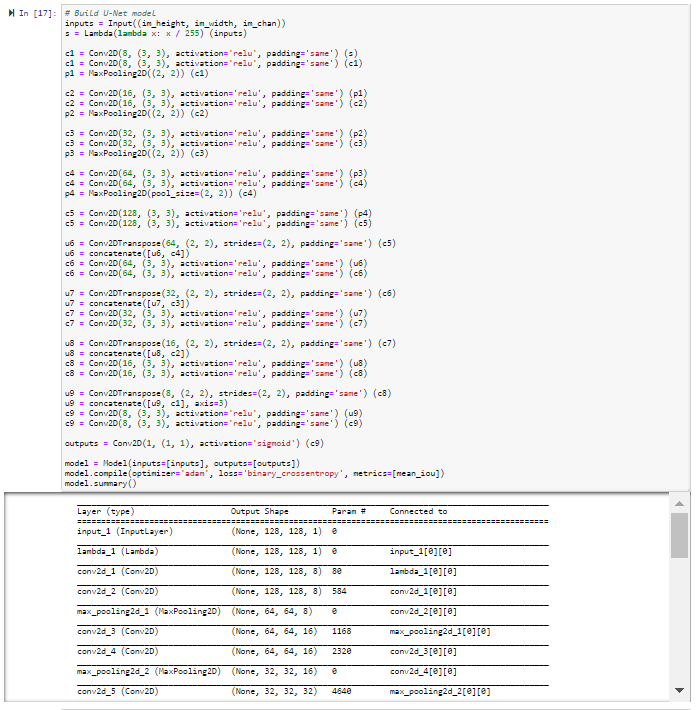 In [17]: # Build U-Net model
inputs = Input((im_height, im_width, im_chan))
s = Lambda(lambda x: x / 255) (inputs)
c1 = Conv2D(8, (3, 3), activation='relu', padding='same') (s)
c1 = Conv2D(8, (3, 3), activation='relu', padding='same') (c1)
p1 = MaxPooling2D((2, 2)) (c1)
c2 = Conv2D(16, (3, 3), activation='relu', padding='same') (p1)
c2 = Conv2D(16, (3, 3), activation='relu', padding='same') (c2)
p2 = MaxPooling2D((2, 2)) (c2)
c3 = Conv2D(32, (3, 3), activation='relu', padding='same') (p2)
c3 = Conv2D(32, (3, 3), activation='relu', padding='same') (c3)
p3 = MaxPooling2D((2, 2)) (c3)
c4 = Conv2D(64, (3, 3), activation='relu', padding='same') (p3)
c4 = Conv2D(64, (3, 3), activation='relu', padding='same') (c4)
p4 = MaxPooling2D(pool_size=(2, 2)) (c4)
c5 = Conv2D(128, (3, 3), activation='relu', padding='same') (p4)
c5 = Conv2D(128, (3, 3), activation='relu', padding='same') (c5)
u6 = Conv2DTranspose(64, (2, 2), strides=(2, 2), padding='same') (c5)
u6 = concatenate([u6, c4])
c6 = Conv2D(64, (3, 3), activation='relu', padding='same') (u6)
c6 = Conv2D(64, (3, 3), activation='relu', padding='same') (c6)
u7 = Conv2DTranspose(32, (2, 2), strides=(2, 2), padding='same') (c6)
u7 = concatenate([u7, c3])
c7 = Conv2D(32, (3, 3), activation='relu', padding='same') (u7)
c7 = Conv2D(32, (3, 3), activation='relu', padding='same') (c7)
u8 = Conv2DTranspose(16, (2, 2), strides=(2, 2), padding='same') (c7)
u8 = concatenate([u8, c2])
c8 = Conv2D(16, (3, 3), activation='relu', padding='same') (u8)
c8 = Conv2D(16, (3, 3), activation='relu', padding='same') (c8)
u9 = Conv2DTranspose(8, (2, 2), strides=(2, 2), padding='same') (c8)
u9 = concatenate([u9, c1], axis=3)
c9 = Conv2D(8, (3, 3), activation='relu', padding='same') (u9)
c9 = Conv2D(8, (3, 3), activation='relu', padding='same') (c9)
outputs = Conv2D(1, (1, 1), activation='sigmoid') (c9)
model = Model(inputs=[inputs], outputs=[outputs])
model.compile(optimizer='adam', loss='binary_crossentropy', metrics=[mean_iou])
model.summary()
Layer (type) Output Shape Param # Connected to
input_1 (InputLayer) (None, 128, 128, 1) 0
lambda_1 (Lambda) (None, 128, 128, 1) 0 input_1[0][0]
conv2d_1 (Conv2D) (None, 128, 128, 8) 80 lambda_1[0][0]
conv2d_2 (Conv2D) (None, 128, 128, 8) 584 conv2d_1[0][0]
max_pooling2d_1 (MaxPooling2D) (None, 64, 64, 8) 0 conv2d_2[0][0]
conv2d_3 (Conv2D) (None, 64, 64, 16) 1168 max_pooling2d_1[0][0]
conv2d_4 (Conv2D) (None, 64, 64, 16) 2320 conv2d_3[0][0]
max_pooling2d_2 (MaxPooling2D) (None, 32, 32, 16) 0 conv2d_4[0][0]
conv2d_5 (Conv2D) (None, 32, 32, 32) 4640 max_pooling2d_2[0][0]